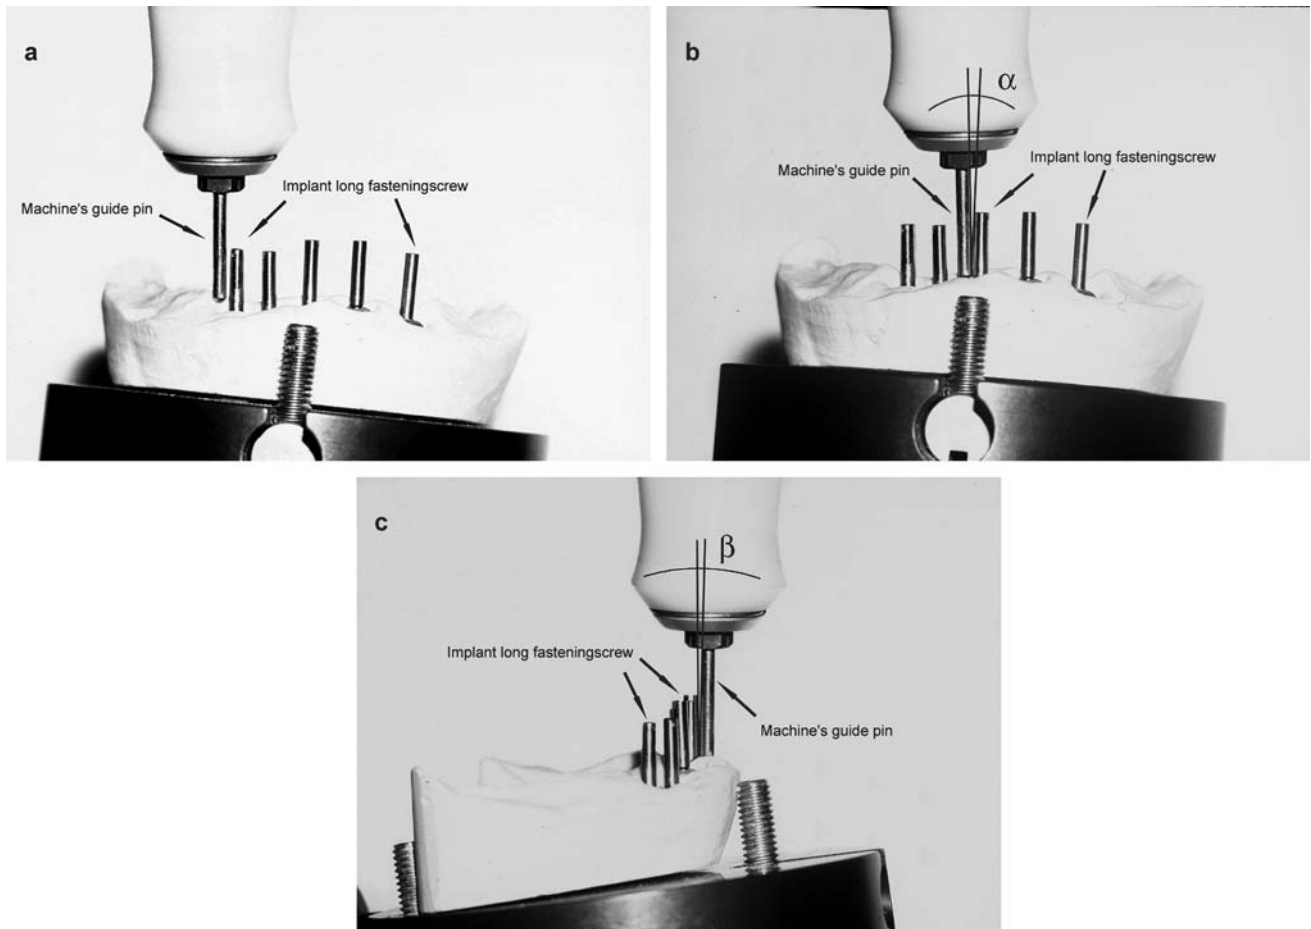 a
Implant long fasteningscrew
Machine's guide pin
b
α
Machine's guide pin
Implant long fasteningscrew
c
β
Implant long fasteningscrew
Machine's guide pin